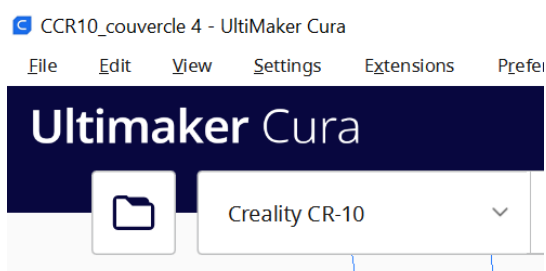 CCR10_couvercle 4 - UltiMaker Cura
File Edit View Settings Extensions
Ultimaker Cura
Creality CR-10